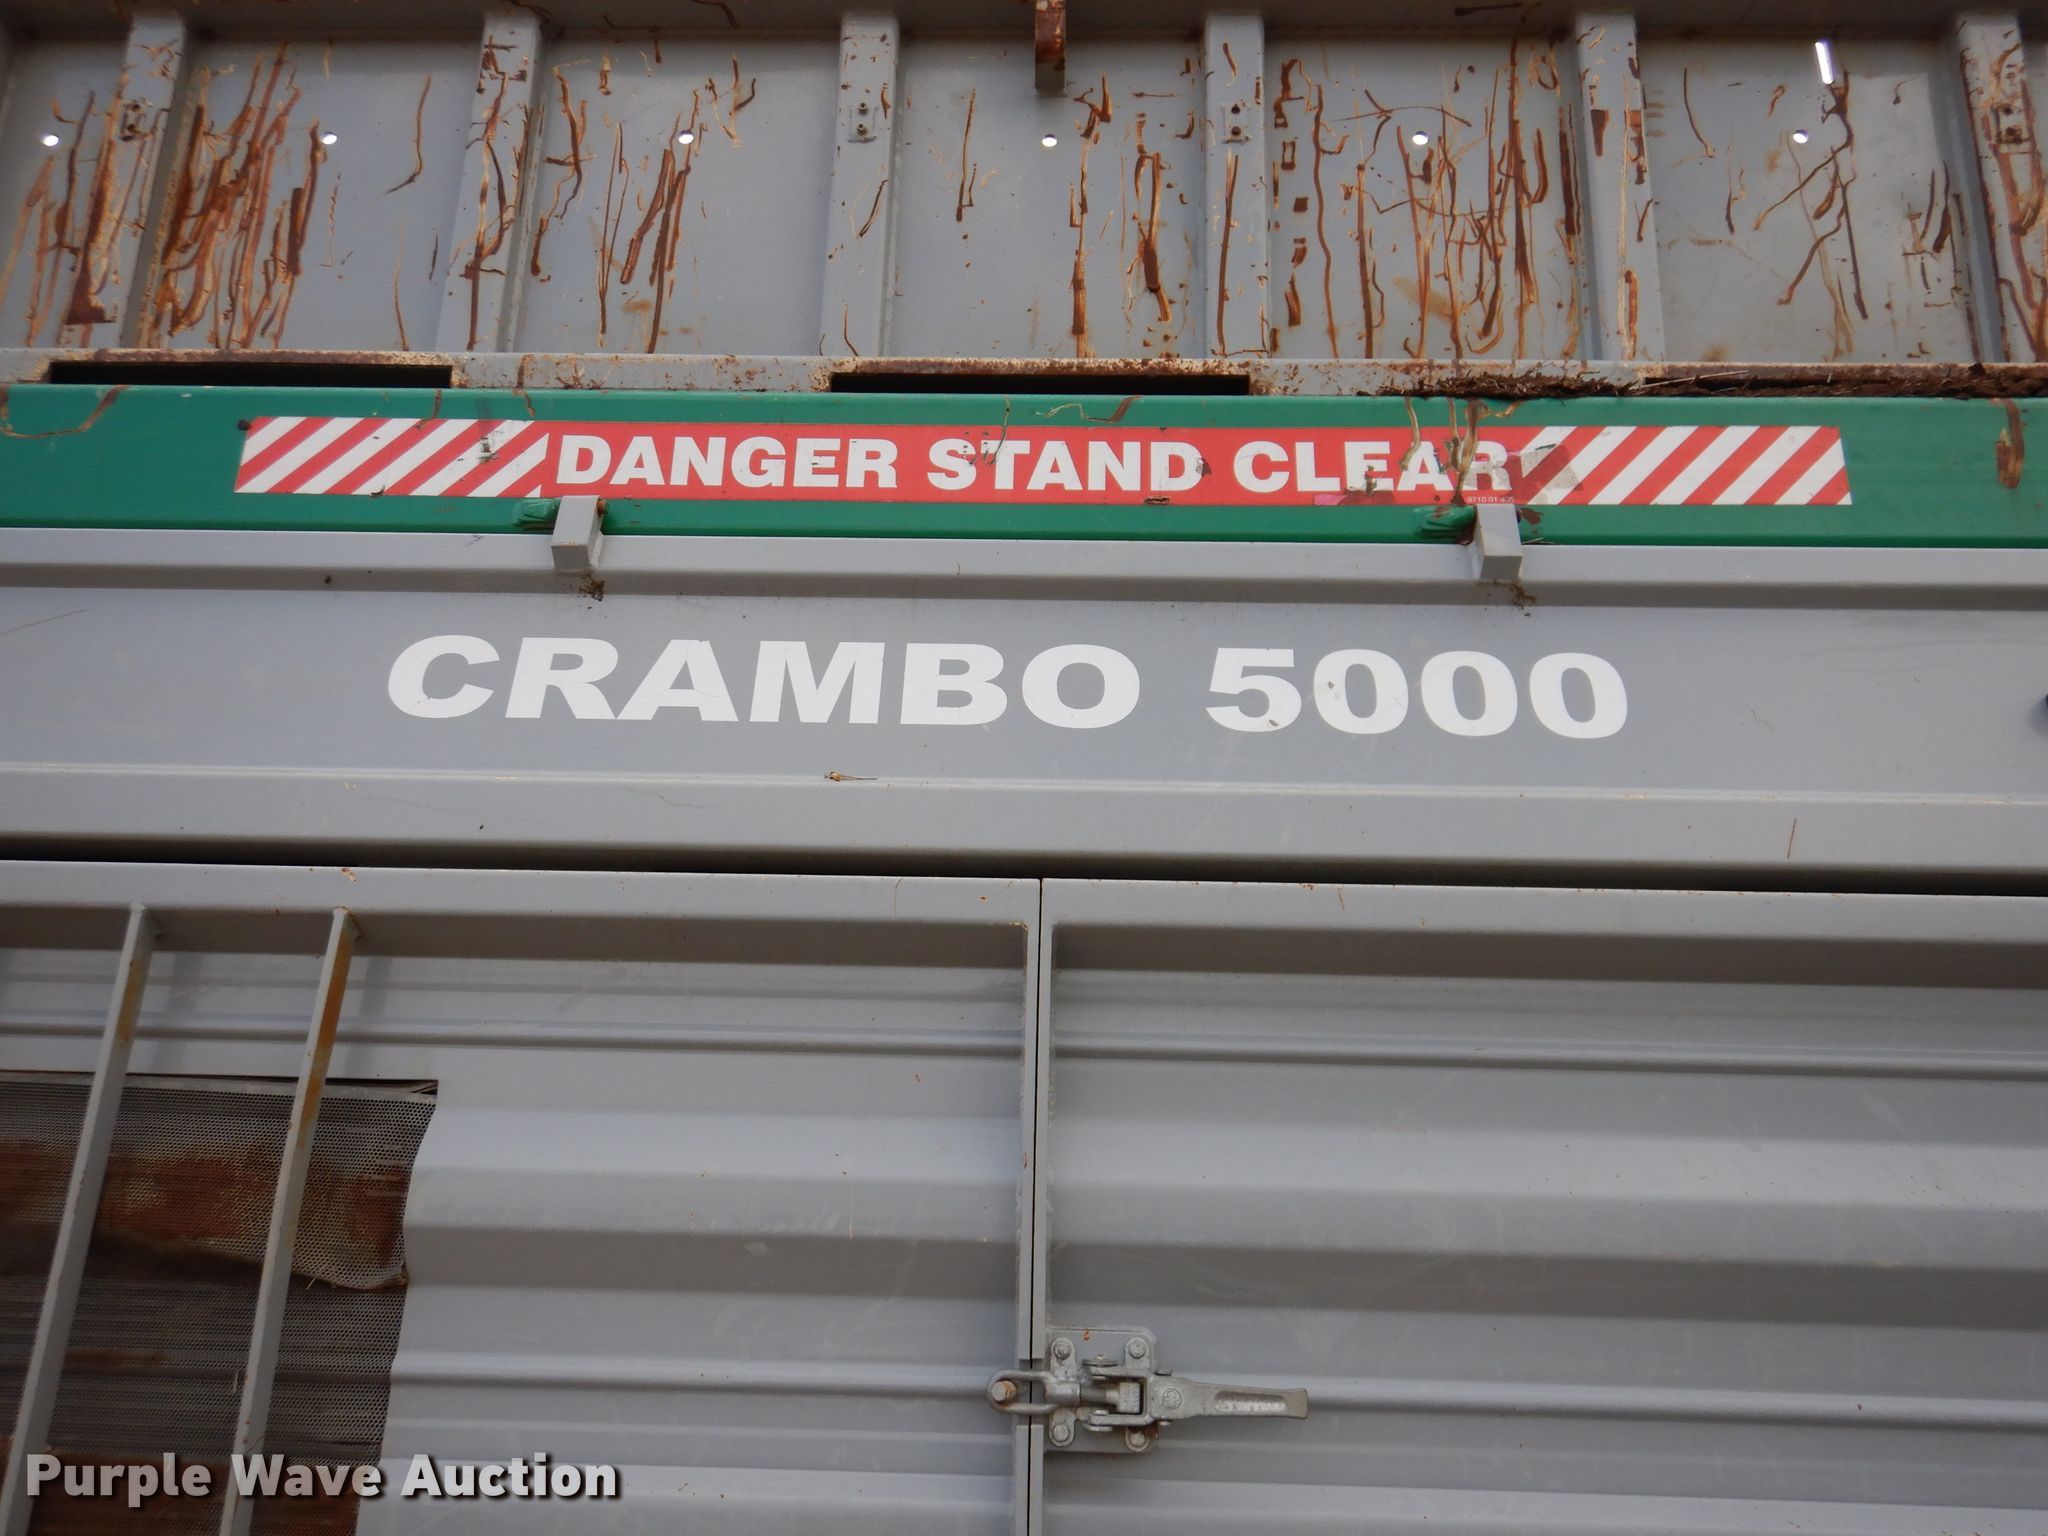 DANGER STAND CLEAR
CRAMBO 5000
Purple Wave Auction